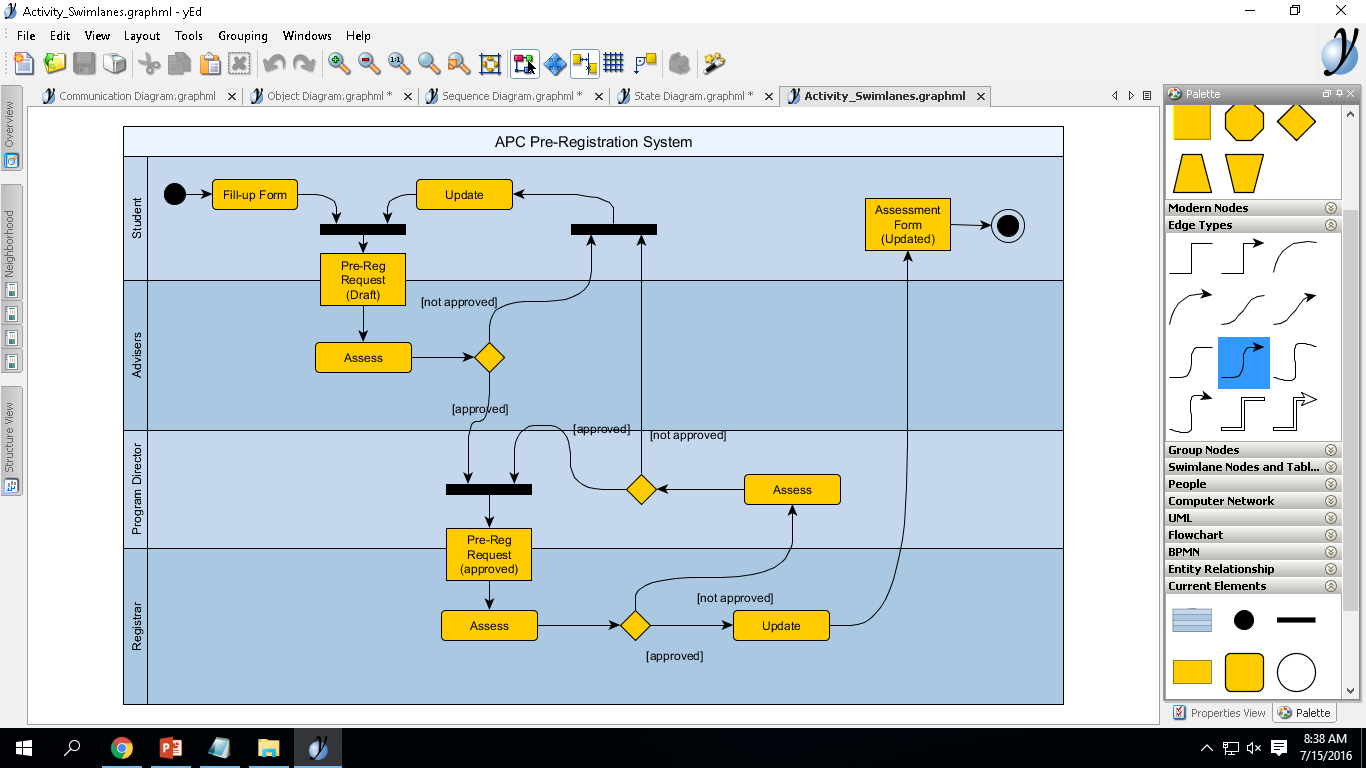 Activity_Swimlanes.graphml - yEd
File Edit View Layout Tools Grouping Windows Help
1:1
Communication Diagram.graphml
Object Diagram.graphml *
Sequence Diagram.graphml *
State Diagram.graphml *
Activity_Swimlanes.graphml
Overview
Neighborhood
Structure View
APC Pre-Registration System
Student
Fill-up Form
Update
Assessment
Form
(Updated)
Pre-Reg
Request
(Draft)
Advisers
[not approved]
Assess
[approved]
Program Director
[approved]
[not approved]
Assess
Pre-Reg
Request
(approved)
Registrar
[not approved]
Assess
Update
[approved]
Palette
Modern Nodes
Edge Types
Group Nodes
Swimlane Nodes and Tabl...
People
Computer Network
UML
Flowchart
BPMN
Entity Relationship
Current Elements
Properties View
Palette
8:38 AM
7/15/2016